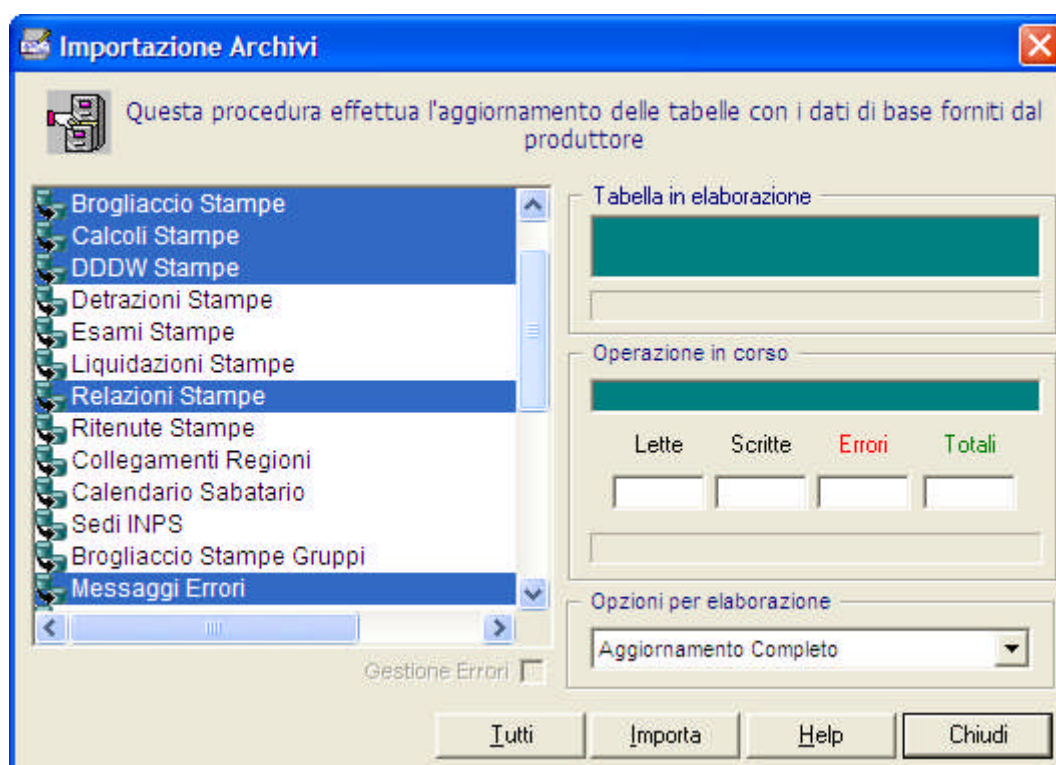 Importazione Archivi
Questa procedura effettua l'aggiornamento delle tabelle con i dati di base forniti dal
produttore
Brogliaccio Stampe
Calcoli Stampe
DDDW Stampe
Detrazioni Stampe
Esami Stampe
Liquidazioni Stampe
Relazioni Stampe
Ritenute Stampe
Collegamenti Regioni
Calendario Sabatario
Sedi INPS
Brogliaccio Stampe Gruppi
Messaggi Errori
Gestione Errori
Tabella in elaborazione
Operazione in corso
Lette Scritte Errori Totali
Opzioni per elaborazione
Aggiornamento Completo
Tutti Importa Help Chiudi